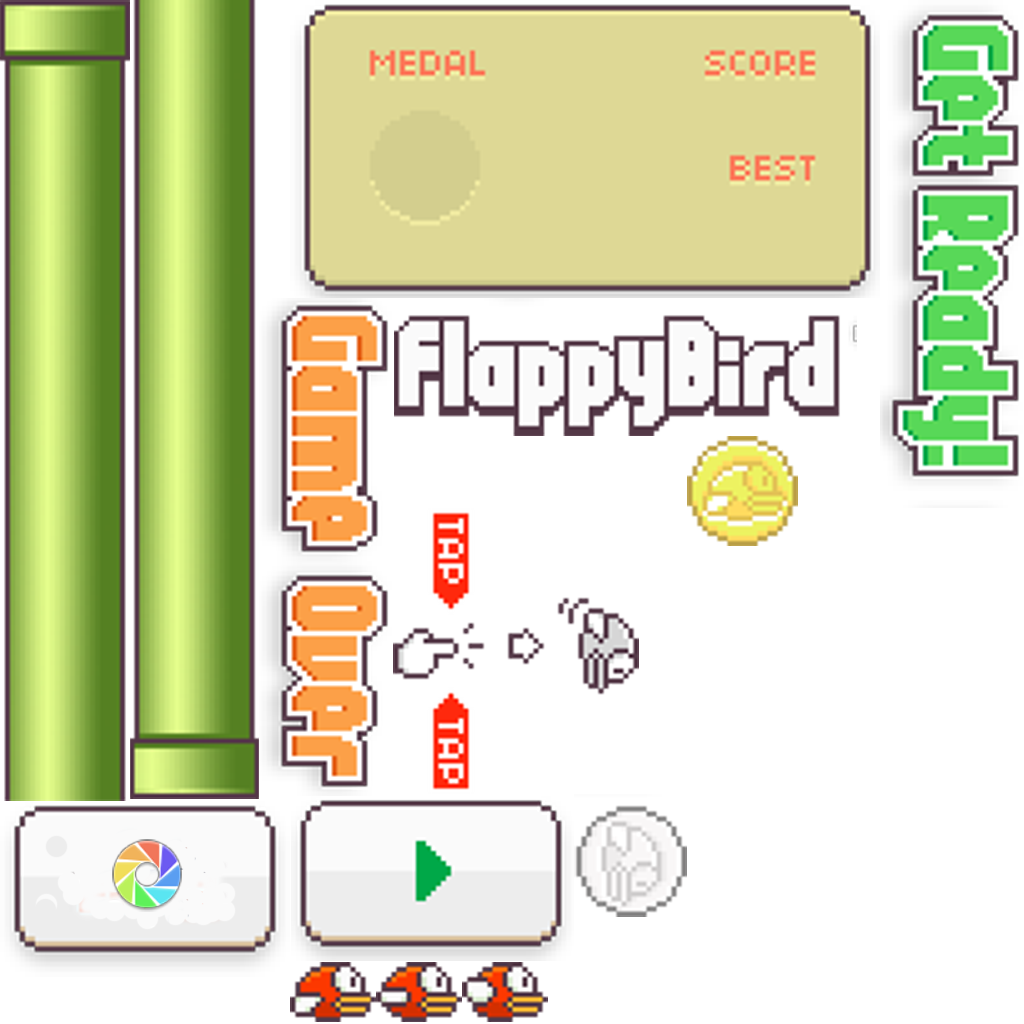 MEDAL SCORE
BEST
Get Ready!
Game Over
FlappyBird
TAP
TAP